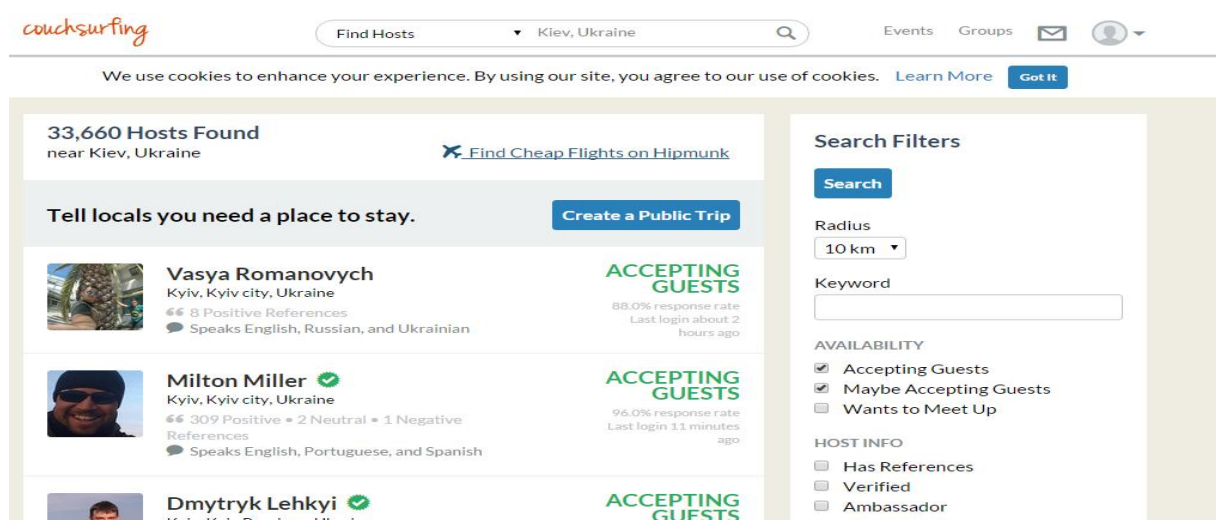 couchsurfing
Find Hosts
Kiev, Ukraine
Events Groups
We use cookies to enhance your experience. By using our site, you agree to our use of cookies. Learn More Got It
33,660 Hosts Found
near Kiev, Ukraine
Find Cheap Flights on Hipmunk
Tell locals you need a place to stay.
Create a Public Trip
Vasya Romanovych
Kyiv, Kyiv city, Ukraine
8 Positive References
Speaks English, Russian, and Ukrainian
ACCEPTING
GUESTS
88.0% response rate
Last login about 2
hours ago
Milton Miller
Kyiv, Kyiv city, Ukraine
309 Positive • 2 Neutral • 1 Negative
References
Speaks English, Portuguese, and Spanish
ACCEPTING
GUESTS
96.0% response rate
Last login 11 minutes
ago
Dmytryk Lehkyi
ACCEPTING
GUESTS
Search Filters
Search
Radius
10 km
Keyword
AVAILABILITY
Accepting Guests
Maybe Accepting Guests
Wants to Meet Up
HOST INFO
Has References
Verified
Ambassador